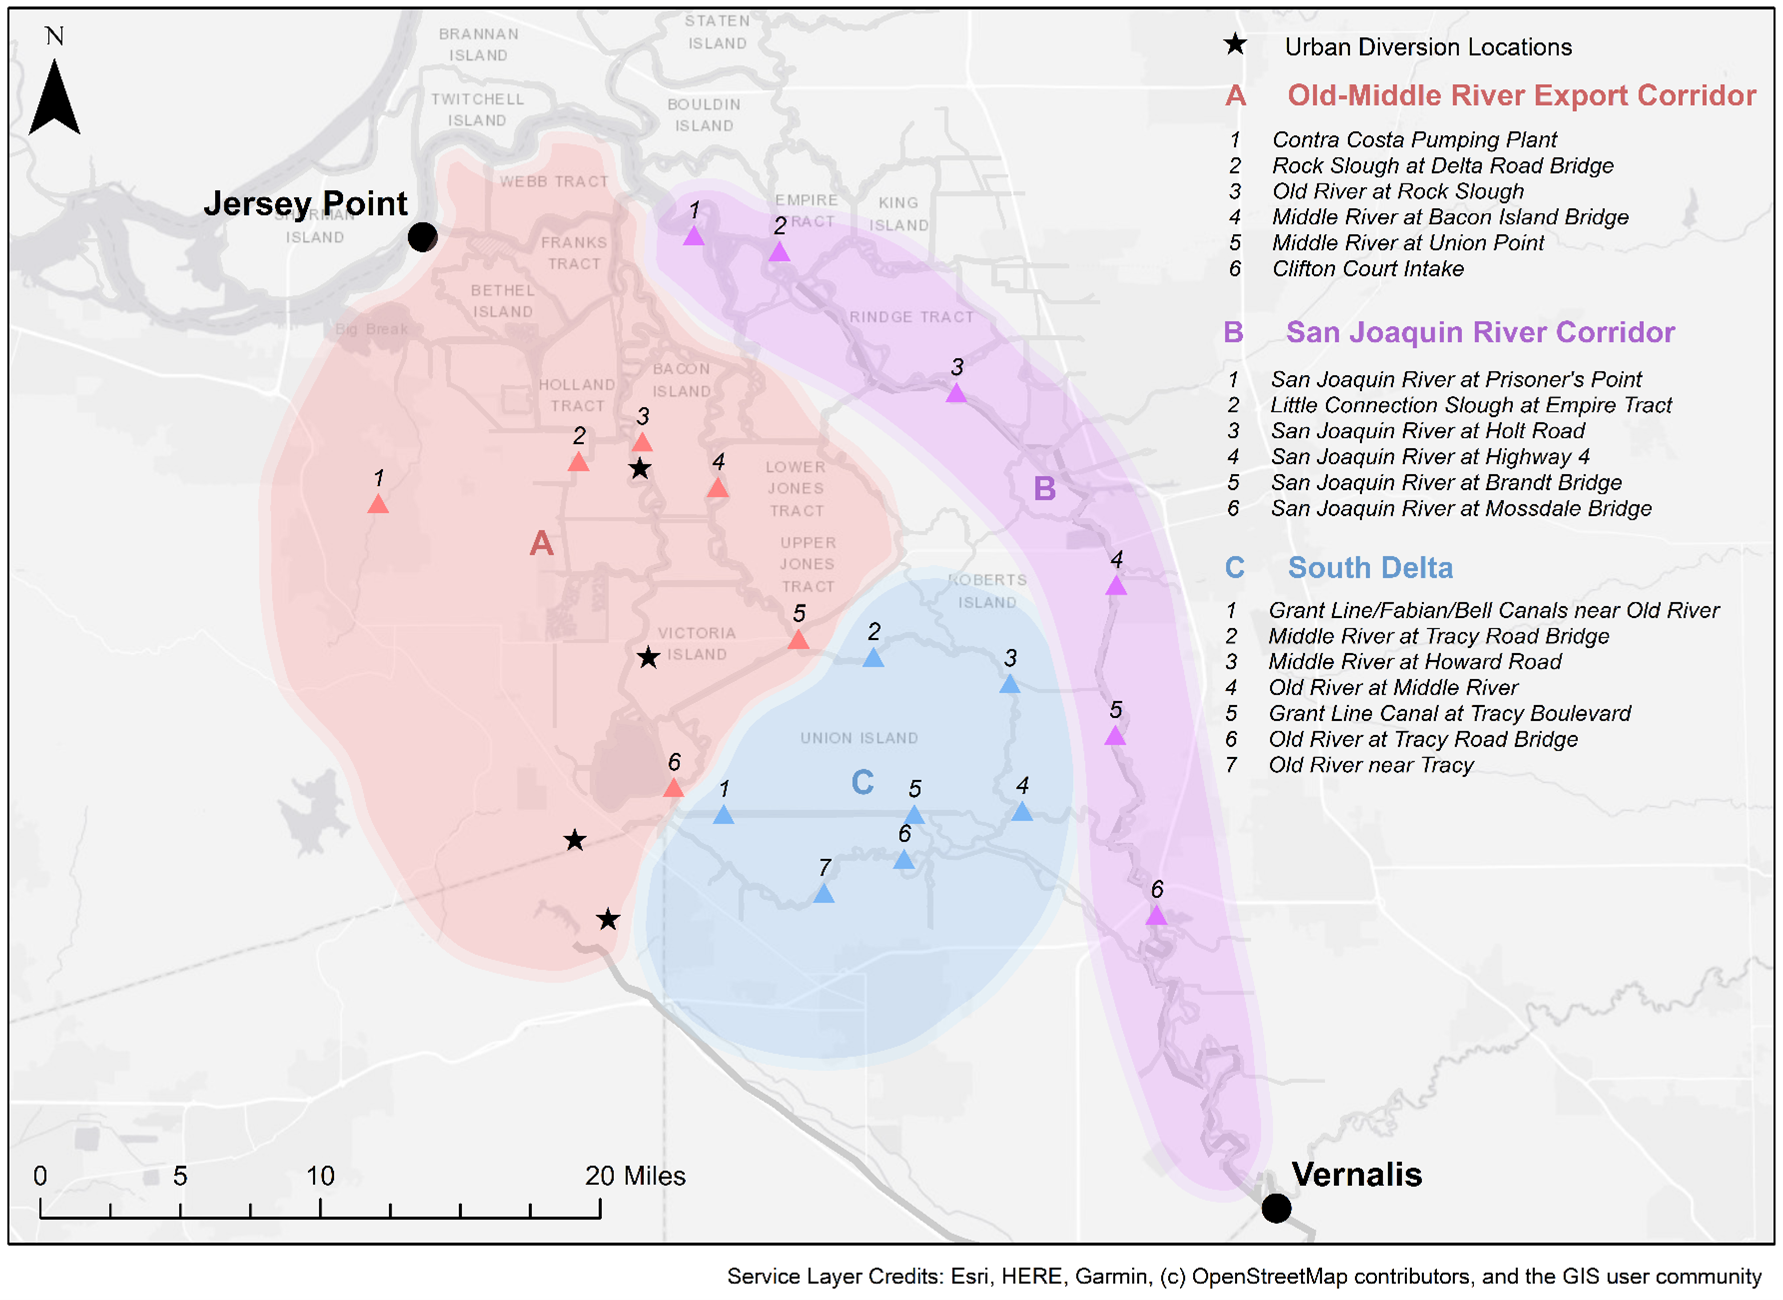 N
BRANNAN
ISLAND
STATEN
ISLAND
TWITCHELL
ISLAND
BOULDIN
ISLAND
WEBB TRACT
Jersey Point
SHERMAN
ISLAND
EMPIRE
TRACT
KING
ISLAND
FRANKS
TRACT
BETHEL
ISLAND
Big Break
RINDGE TRACT
HOLLAND
TRACT
BACON
ISLAND
LOWER
JONES
TRACT
UPPER
JONES
TRACT
ROBERTS
ISLAND
VICTORIA
ISLAND
UNION ISLAND
A
1
2
3
4
5
6
B
1
2
3
4
5
6
C
1
2
3
4
5
6
7
Vernalis
0 5 10 20 Miles
Urban Diversion Locations
A Old-Middle River Export Corridor
1 Contra Costa Pumping Plant
2 Rock Slough at Delta Road Bridge
3 Old River at Rock Slough
4 Middle River at Bacon Island Bridge
5 Middle River at Union Point
6 Clifton Court Intake
B San Joaquin River Corridor
1 San Joaquin River at Prisoner's Point
2 Little Connection Slough at Empire Tract
3 San Joaquin River at Holt Road
4 San Joaquin River at Highway 4
5 San Joaquin River at Brandt Bridge
6 San Joaquin River at Mossdale Bridge
C South Delta
1 Grant Line/Fabian/Bell Canals near Old River
2 Middle River at Tracy Road Bridge
3 Middle River at Howard Road
4 Old River at Middle River
5 Grant Line Canal at Tracy Boulevard
6 Old River at Tracy Road Bridge
7 Old River near Tracy
Service Layer Credits: Esri, HERE, Garmin, (c) OpenStreetMap contributors, and the GIS user community